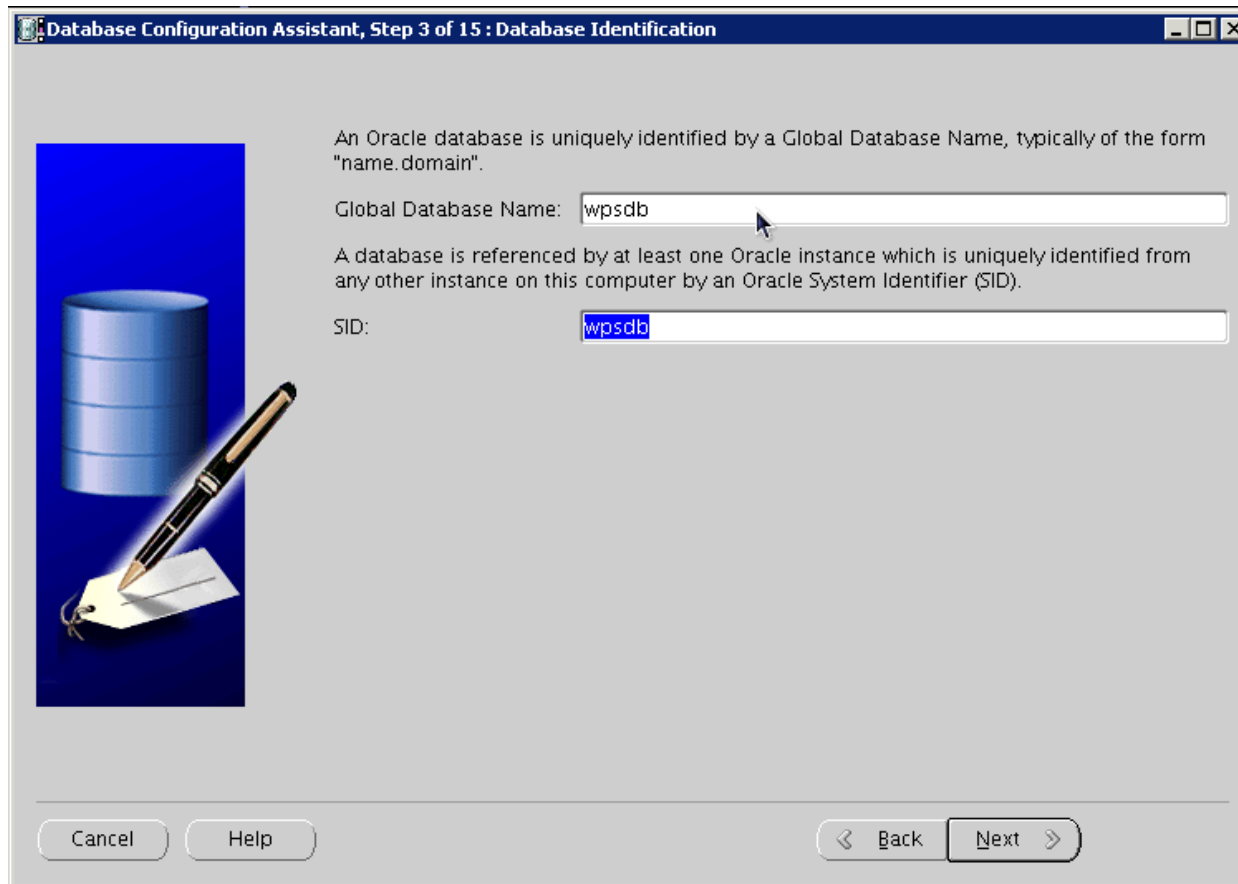 Database Configuration Assistant, Step 3 of 15 : Database Identification
An Oracle database is uniquely identified by a Global Database Name, typically of the form
"name.domain".
Global Database Name: wpsdb
A database is referenced by at least one Oracle instance which is uniquely identified from
any other instance on this computer by an Oracle System Identifier (SID).
SID: wpsdb
Cancel Help Back Next